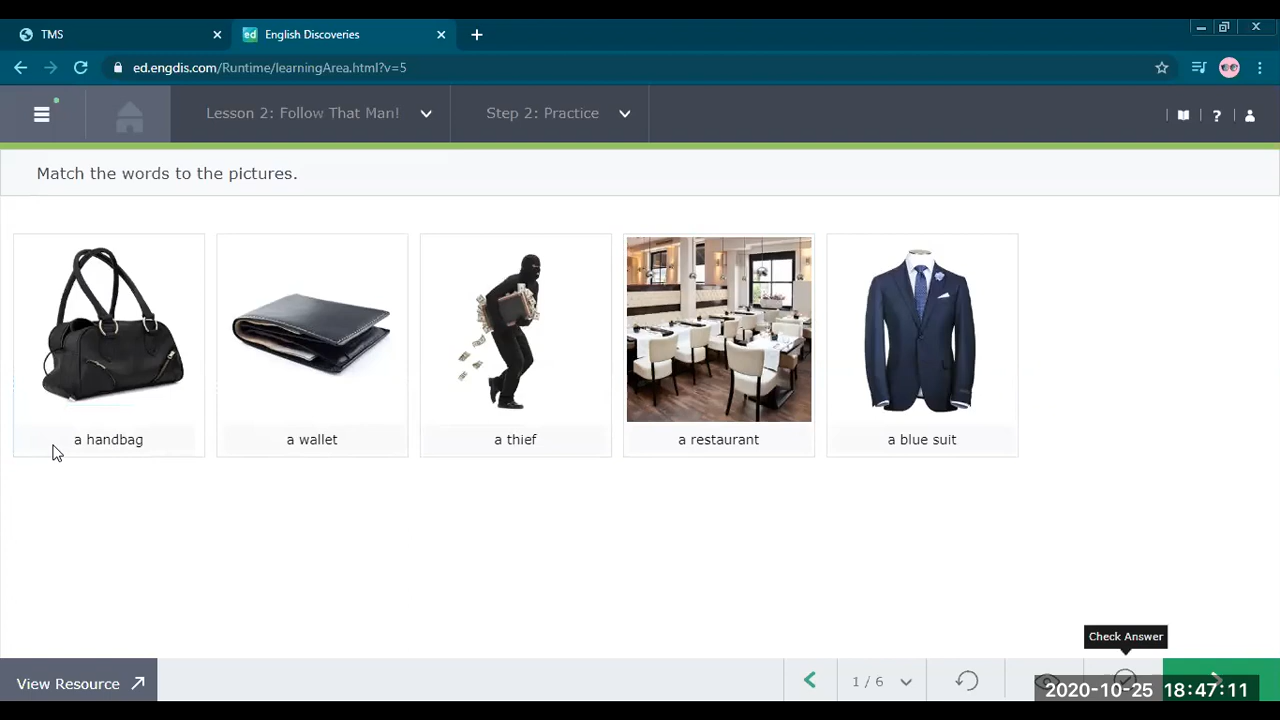 TMS
English Discoveries
ed.engdis.com/Runtime/learningArea.html?v=5
Lesson 2: Follow That Man!
Step 2: Practice
?
Match the words to the pictures.
a handbag
a wallet
a thief
a restaurant
a blue suit
Check Answer
View Resource
1 / 6
2020-10-25 18:47:11